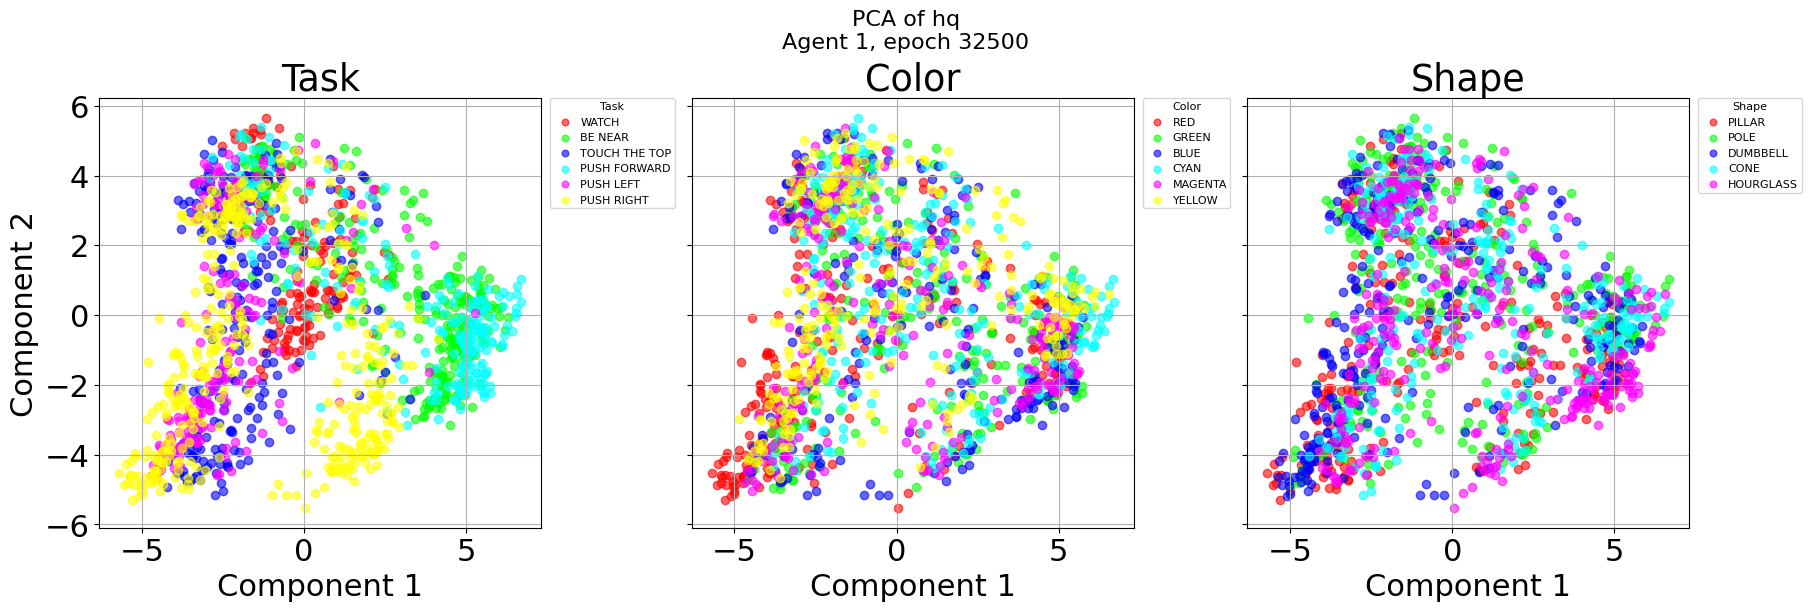 PCA of hq
Agent 1, epoch 32500
Task
Color
Shape
Component 2
6
4
2
0
−2
−4
−6
−5
0
5
Component 1
Task
WATCH
BE NEAR
TOUCH THE TOP
PUSH FORWARD
PUSH LEFT
PUSH RIGHT
−5
0
5
Component 1
Color
RED
GREEN
BLUE
CYAN
MAGENTA
YELLOW
−5
0
5
Component 1
Shape
PILLAR
POLE
DUMBBELL
CONE
HOURGLASS